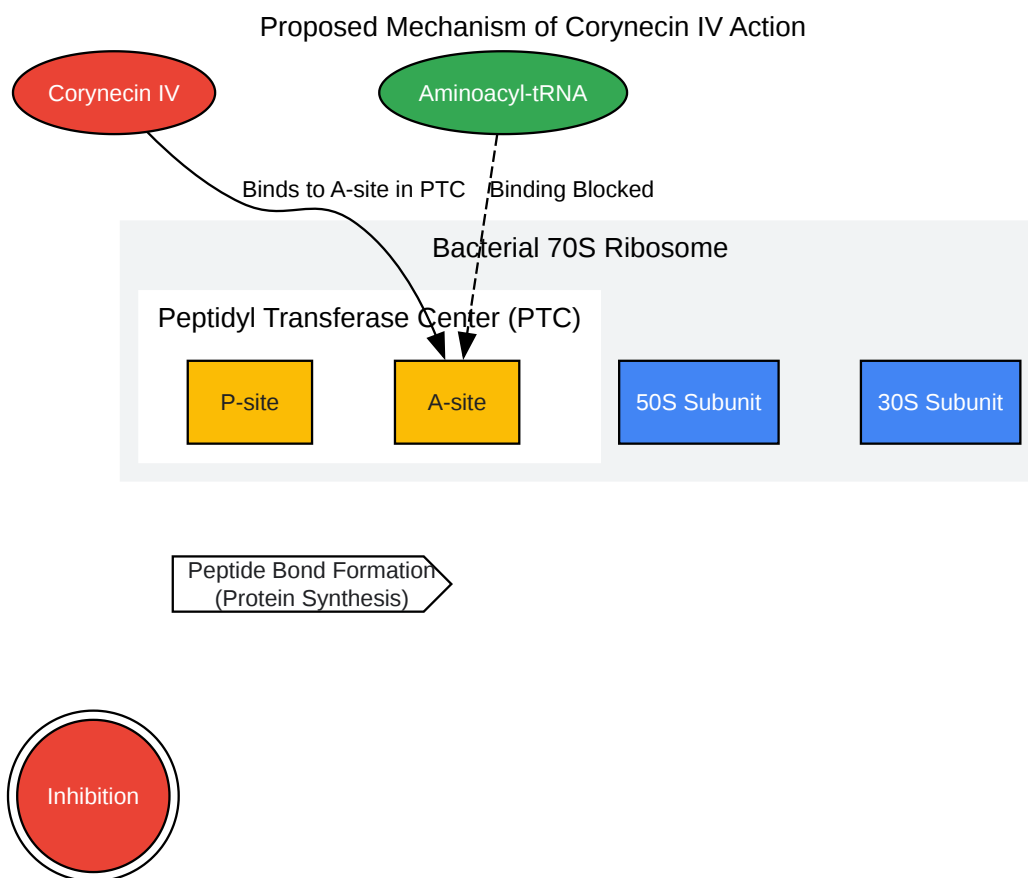 Proposed Mechanism of Corynecin IV Action
Corynecin IV
Aminoacyl-tRNA
Binds to A-site in PTC
Binding Blocked
Bacterial 70S Ribosome
Peptidyl Transferase Center (PTC)
P-site
A-site
50S Subunit
30S Subunit
Peptide Bond Formation
(Protein Synthesis)
Inhibition